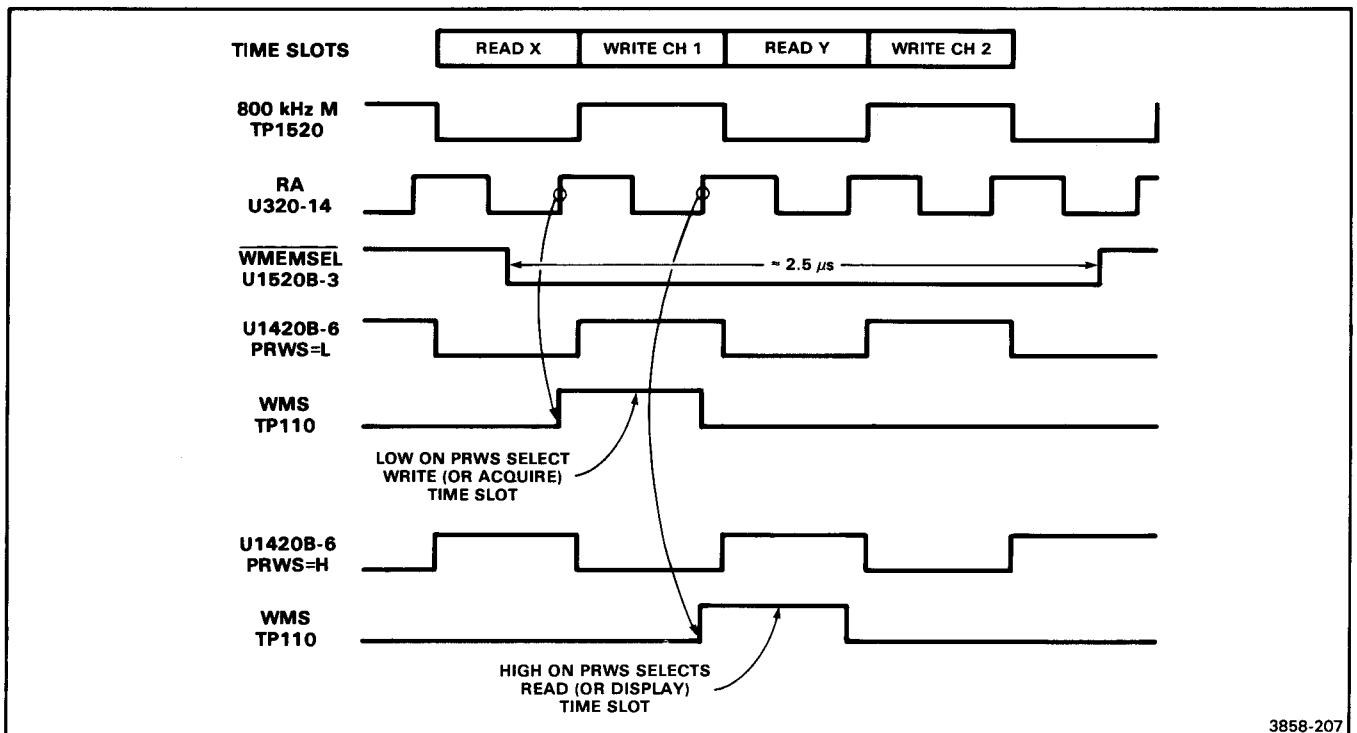 TIME SLOTS
READ X
WRITE CH 1
READ Y
WRITE CH 2
800 kHz M
TP1520
RA
U320-14
WMEMSEL
U1520B-3
≈ 2.5 μs
U1420B-6
PRWS=L
WMS
TP110
LOW ON PRWS SELECT
WRITE (OR ACQUIRE)
TIME SLOT
U1420B-6
PRWS=H
WMS
TP110
HIGH ON PRWS SELECTS
READ (OR DISPLAY)
TIME SLOT
3858-207